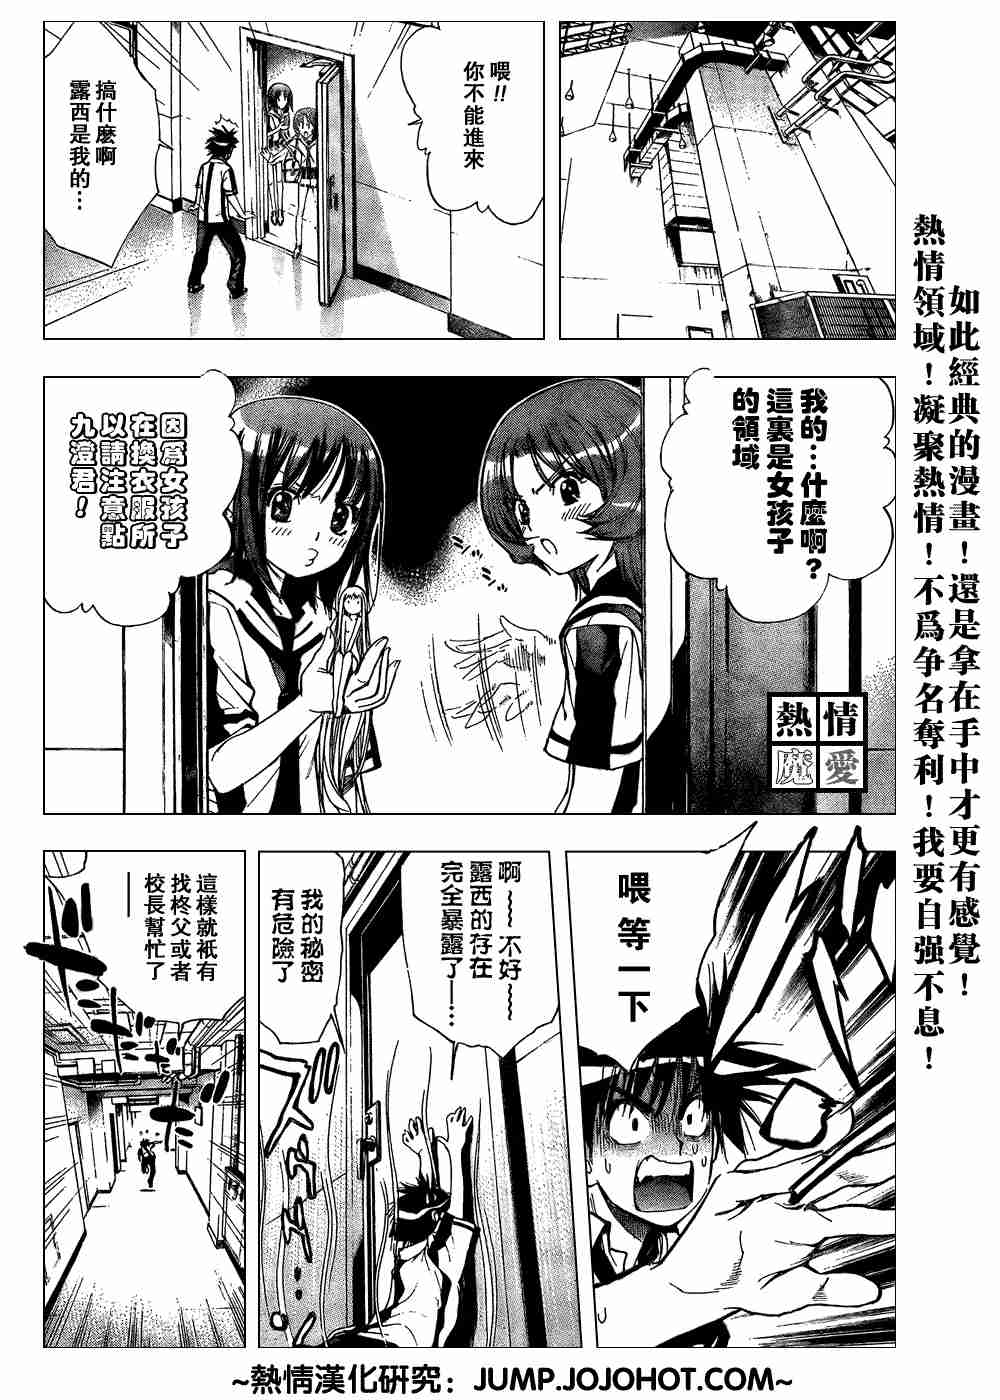 喂!!
你不能進來
搞什麽啊
露西是我的…
我的…什麽啊?
這裏是女孩子
的領域
因爲女孩子
在換衣服所
以請注意點
九澄君!
熱情
魔愛
喂等一下
啊～～不好～～
露西的存在
完全暴露了——……
我的秘密
有危險了
這樣就祇有
找柊父或者
校長幫忙了
——
如此經典的漫畫!還是拿在手中才更有感覺!
熱情領域!凝聚熱情!不爲争名奪利!我要自强不息!
~熱情漢化研究：JUMP.JOJOHOT.COM~